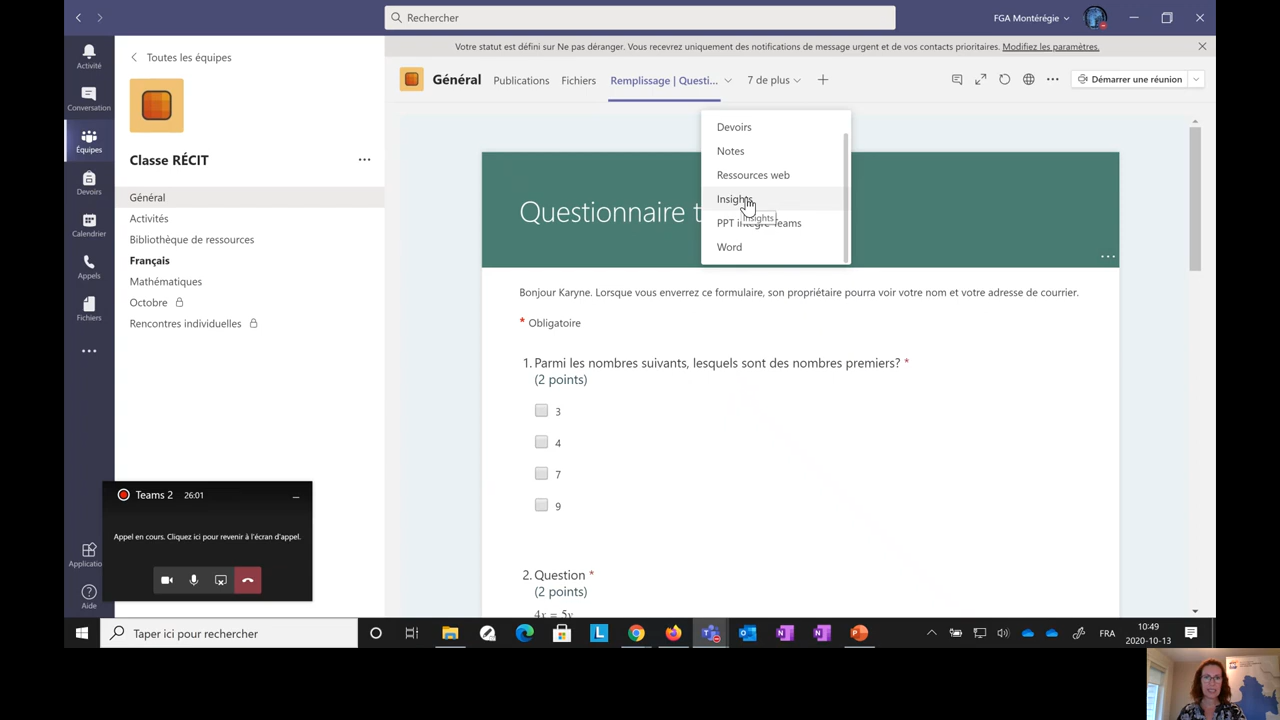 Rechercher
FGA Montérégie
Votre statut est défini sur Ne pas déranger. Vous recevrez uniquement des notifications de message urgent et de vos contacts prioritaires. Modifiez les paramètres.
Activité
Conversation
Équipes
Devoirs
Calendrier
Appels
Fichiers
Applicatio
Aide
Toutes les équipes
Classe RÉCIT
Général
Activités
Bibliothèque de ressources
Français
Mathématiques
Octobre
Rencontres individuelles
Général
Publications
Fichiers
Remplissage | Questi...
7 de plus
Démarrer une réunion
Devoirs
Notes
Ressources web
Insights
Insights
PPT intégré Teams
Word
Questionnaire t
Bonjour Karyne. Lorsque vous enverrez ce formulaire, son propriétaire pourra voir votre nom et votre adresse de courrier.
* Obligatoire
1. Parmi les nombres suivants, lesquels sont des nombres premiers? *
(2 points)
3
4
7
9
2. Question *
(2 points)
4x = 5y
Teams 2 26:01
Appel en cours. Cliquez ici pour revenir à l'écran d'appel.
Taper ici pour rechercher
FRA
10:49
2020-10-13